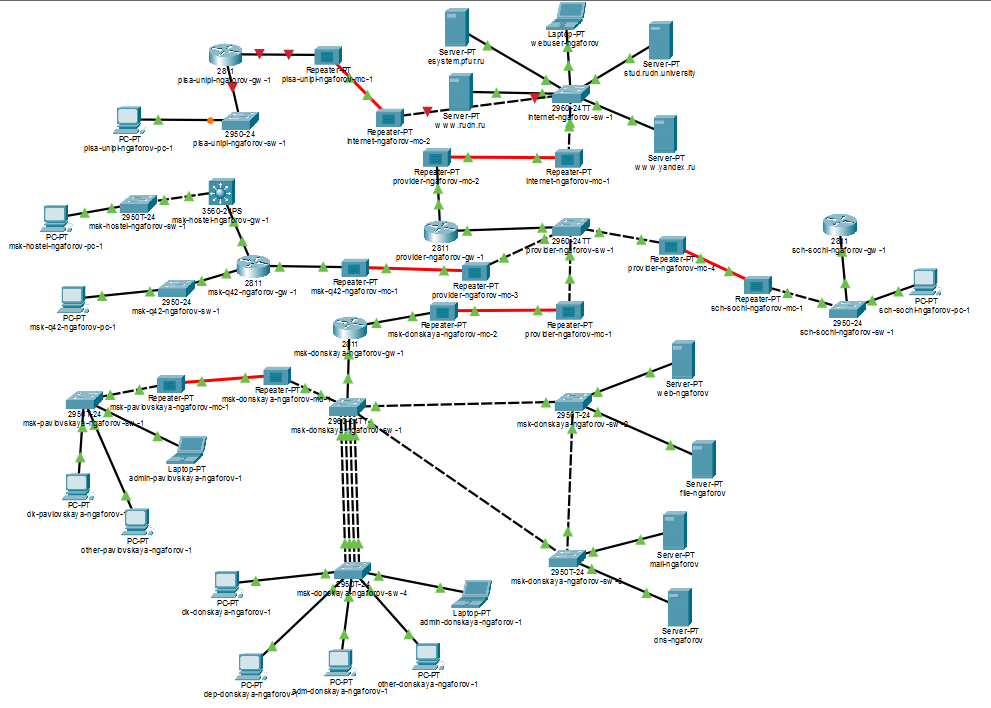 Laptop-PT
webuser-ngaforov
Server-PT
esystem.pfur.ru
Server-PT
stud.rudn.university
2811
pisa-unipi-ngaforov-gw-1
Repeater-PT
pisa-unipi-ngaforov-mc-1
Server-PT
www.rudn.ru
2960-24TT
internet-ngaforov-sw-1
Repeater-PT
internet-ngaforov-mc-2
PC-PT
pisa-unipi-ngaforov-pc-1
2950-24
pisa-unipi-ngaforov-sw-1
Server-PT
www.yandex.ru
Repeater-PT
provider-ngaforov-mc-2
Repeater-PT
internet-ngaforov-mc-1
PC-PT
msk-hostel-ngaforov-pc-1
2950T-24
msk-hostel-ngaforov-sw-1
3560-24PS
msk-hostel-ngaforov-gw-1
2811
provider-ngaforov-gw-1
2960-24TT
provider-ngaforov-sw-1
Repeater-PT
provider-ngaforov-mc-4
2811
sch-sochi-ngaforov-gw-1
PC-PT
msk-q42-ngaforov-pc-1
2950-24
msk-q42-ngaforov-sw-1
2811
msk-q42-ngaforov-gw-1
Repeater-PT
msk-q42-ngaforov-mc-1
Repeater-PT
provider-ngaforov-mc-3
Repeater-PT
sch-sochi-ngaforov-mc-1
PC-PT
sch-sochi-ngaforov-pc-1
2950-24
sch-sochi-ngaforov-sw-1
2811
msk-donskaya-ngaforov-gw-1
Repeater-PT
msk-donskaya-ngaforov-mc-2
Repeater-PT
provider-ngaforov-mc-1
2950T-24
msk-pavlovskaya-ngaforov-sw-1
Repeater-PT
msk-pavlovskaya-ngaforov-mc-1
Repeater-PT
msk-donskaya-ngaforov-mc-1
2960-24TT
msk-donskaya-ngaforov-sw-1
2950T-24
msk-donskaya-ngaforov-sw-2
Server-PT
web-ngaforov
Laptop-PT
admin-pavlovskaya-ngaforov-1
PC-PT
dk-pavlovskaya-ngaforov-1
PC-PT
other-pavlovskaya-ngaforov-1
Server-PT
file-ngaforov
Server-PT
mail-ngaforov
2950T-24
msk-donskaya-ngaforov-sw-3
Server-PT
dns-ngaforov
PC-PT
dk-donskaya-ngaforov-1
2950T-24
msk-donskaya-ngaforov-sw-4
Laptop-PT
admin-donskaya-ngaforov-1
PC-PT
dep-donskaya-ngaforov-1
PC-PT
adm-donskaya-ngaforov-1
PC-PT
other-donskaya-ngaforov-1